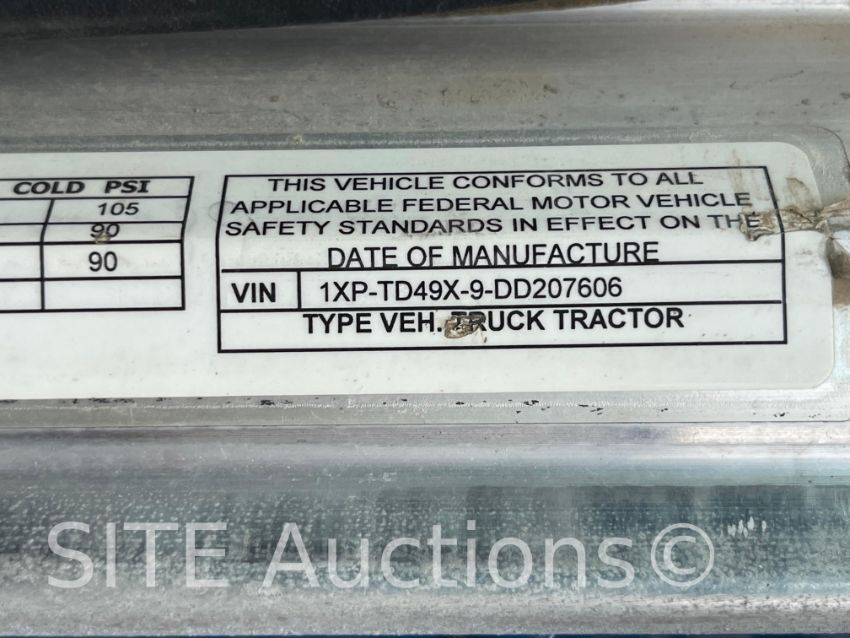 COLD PSI
105
90
90
THIS VEHICLE CONFORMS TO ALL
APPLICABLE FEDERAL MOTOR VEHICLE
SAFETY STANDARDS IN EFFECT ON THE
DATE OF MANUFACTURE
VIN 1XP-TD49X-9-DD207606
TYPE VEH. TRUCK TRACTOR
SITE Auctions©